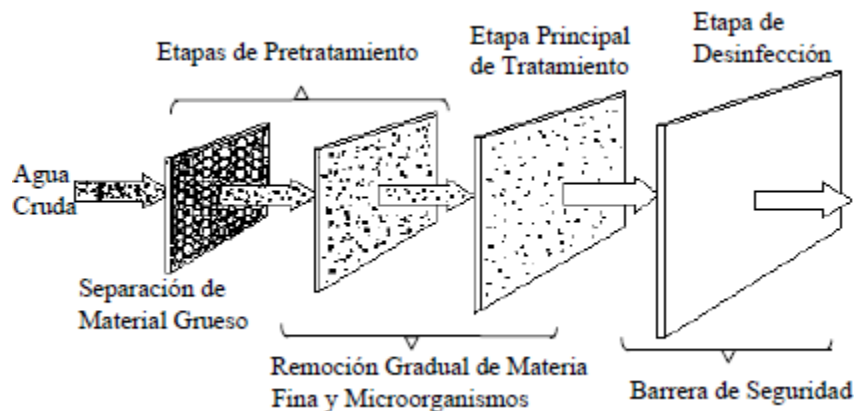 Etapas de Pretratamiento
Etapa Principal
de Tratamiento
Etapa de
Desinfección
Agua
Cruda
Separación de
Material Grueso
Remoción Gradual de Materia
Fina y Microorganismos
Barrera de Seguridad